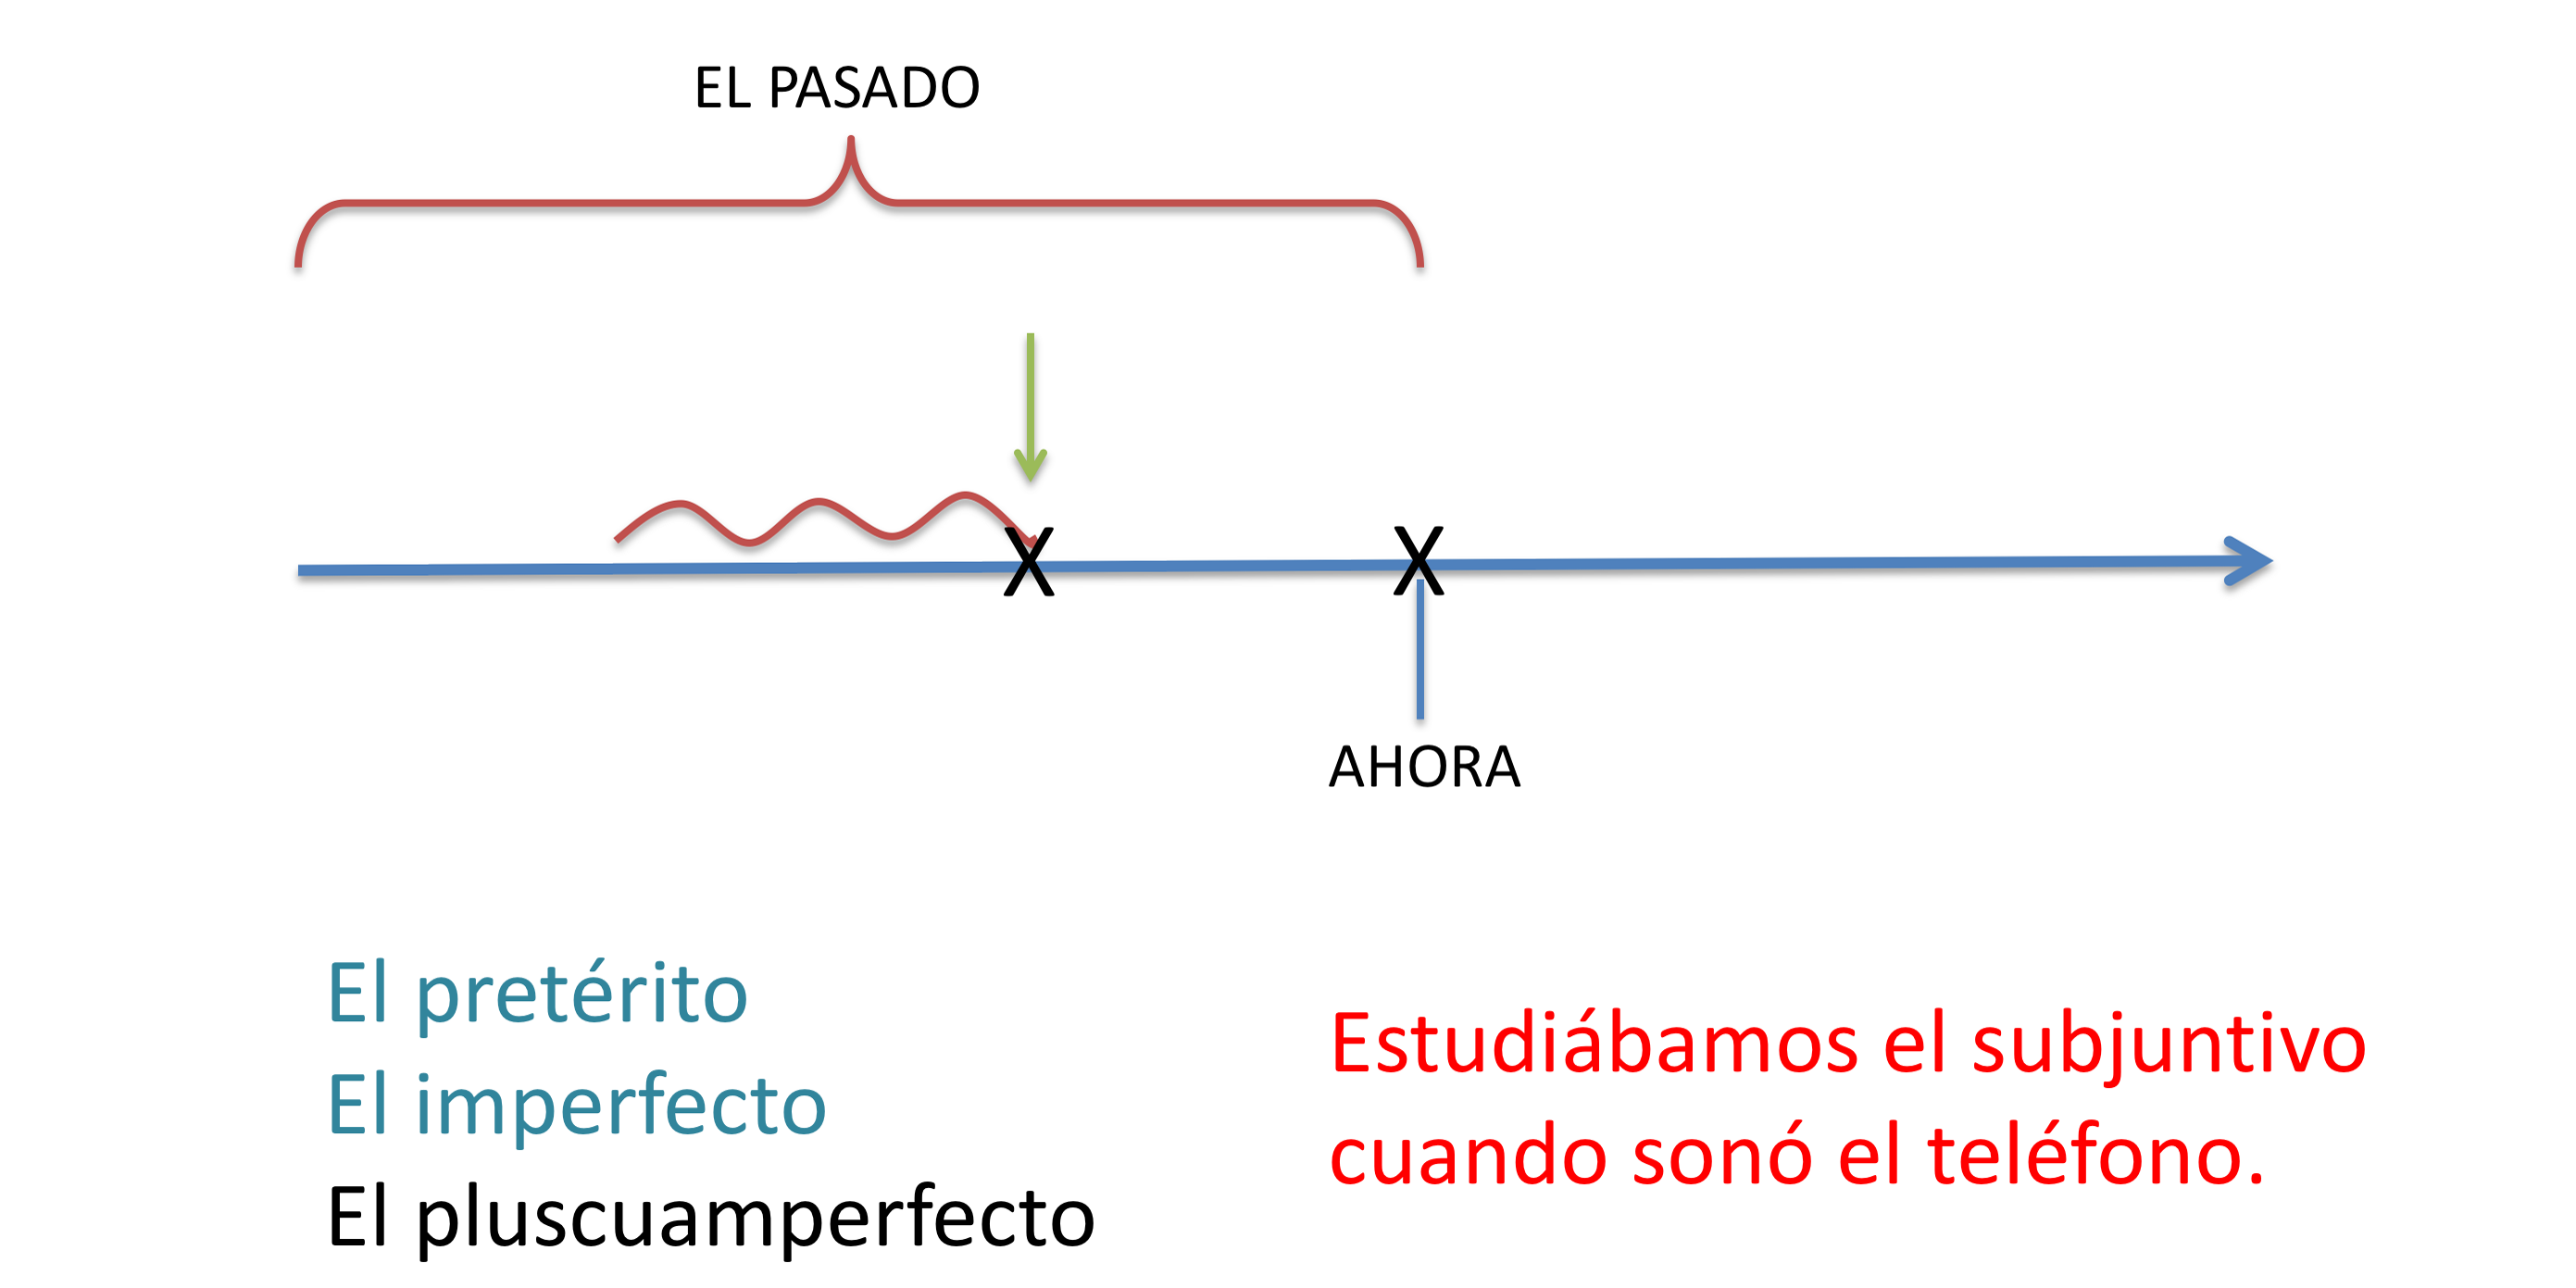 EL PASADO
X X
AHORA
El pretérito
El imperfecto
El pluscuamperfecto
Estudiábamos el subjuntivo
cuando sonó el teléfono.